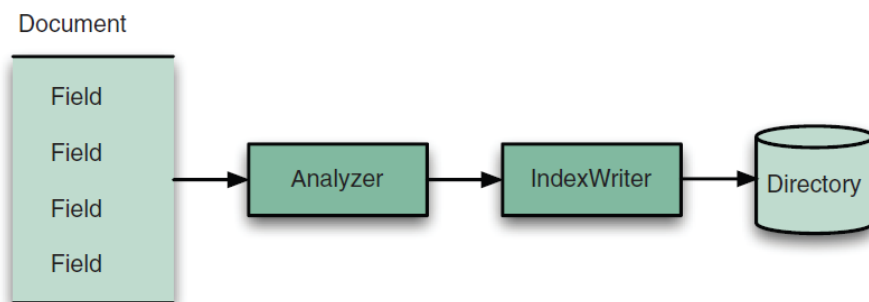 Document
Field
Field
Field
Field
Analyzer
IndexWriter
Directory